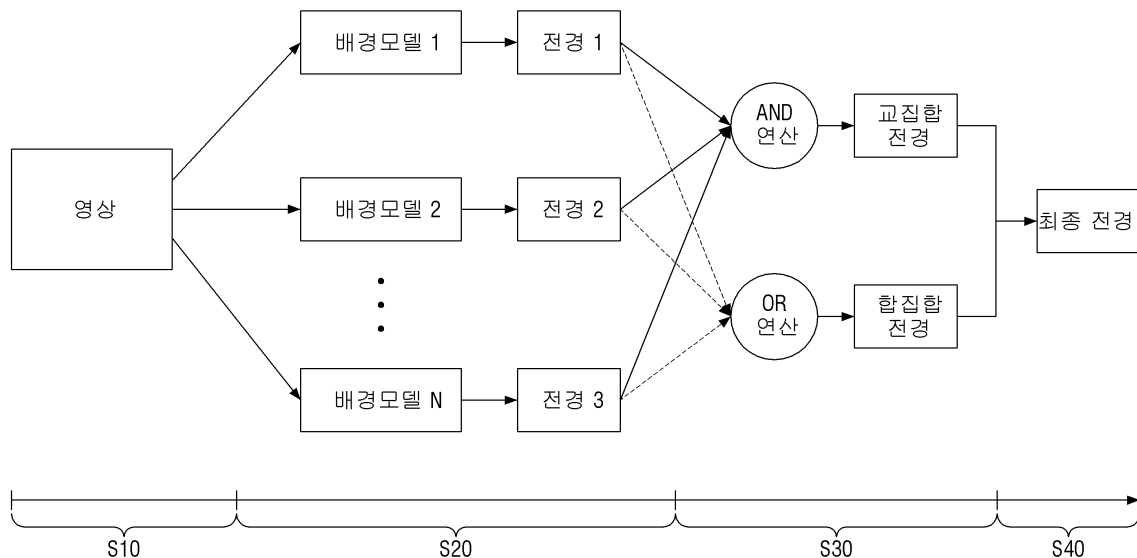 배경모델 1
전경 1
AND
연산
교집합
전경
영상
배경모델 2
전경 2
최종 전경
OR
연산
합집합
전경
배경모델 N
전경 3
S10
S20
S30
S40